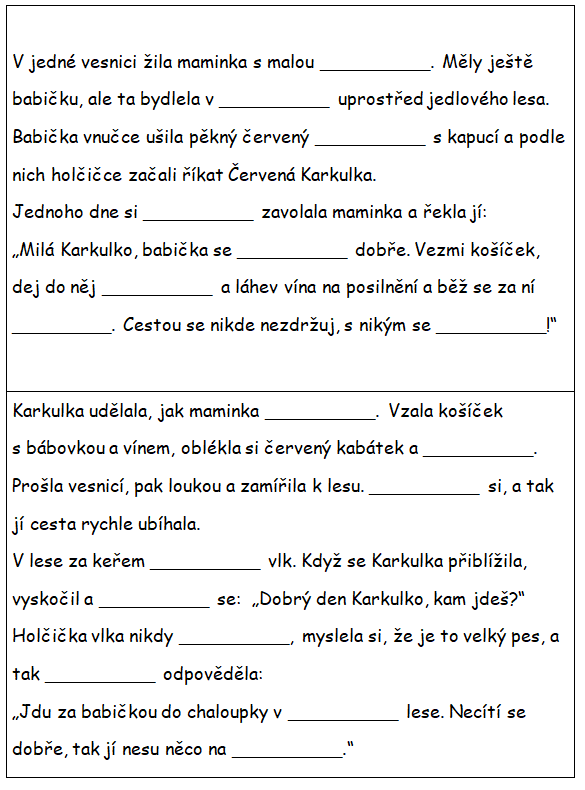 V jedné vesnici žila maminka s malou ___________. Měly ještě
babičku, ale ta bydlela v ___________ uprostřed jedlového lesa.
Babička vnučce ušila pěkný červený ___________ s kapucí a podle
nich holčičce začali říkat Červená Karkulka.
Jednoho dne si ___________ zavolala maminka a řekla jí:
„Milá Karkulko, babička se ___________ dobře. Vezmi košíček,
dej do něj ___________ a láhev vína na posilnění a běž se za ní
__________. Cestou se nikde nezdržuj, s nikým se ___________!“
Karkulka udělala, jak maminka ___________. Vzala košíček
s bábovkou a vínem, oblékla si červený kabátek a ___________.
Prošla vesnicí, pak loukou a zamířila k lesu. ___________ si, a tak
jí cesta rychle ubíhala.
V lese za keřem ___________ vlk. Když se Karkulka přiblížila,
vyskočil a ___________ se: „Dobrý den Karkulko, kam jdeš?“
Holčička vlka nikdy ___________, myslela si, že je to velký pes, a
tak ___________ odpověděla:
„Jdu za babičkou do chaloupky v ___________ lese. Necítí se
dobře, tak jí nesu něco na ___________.“